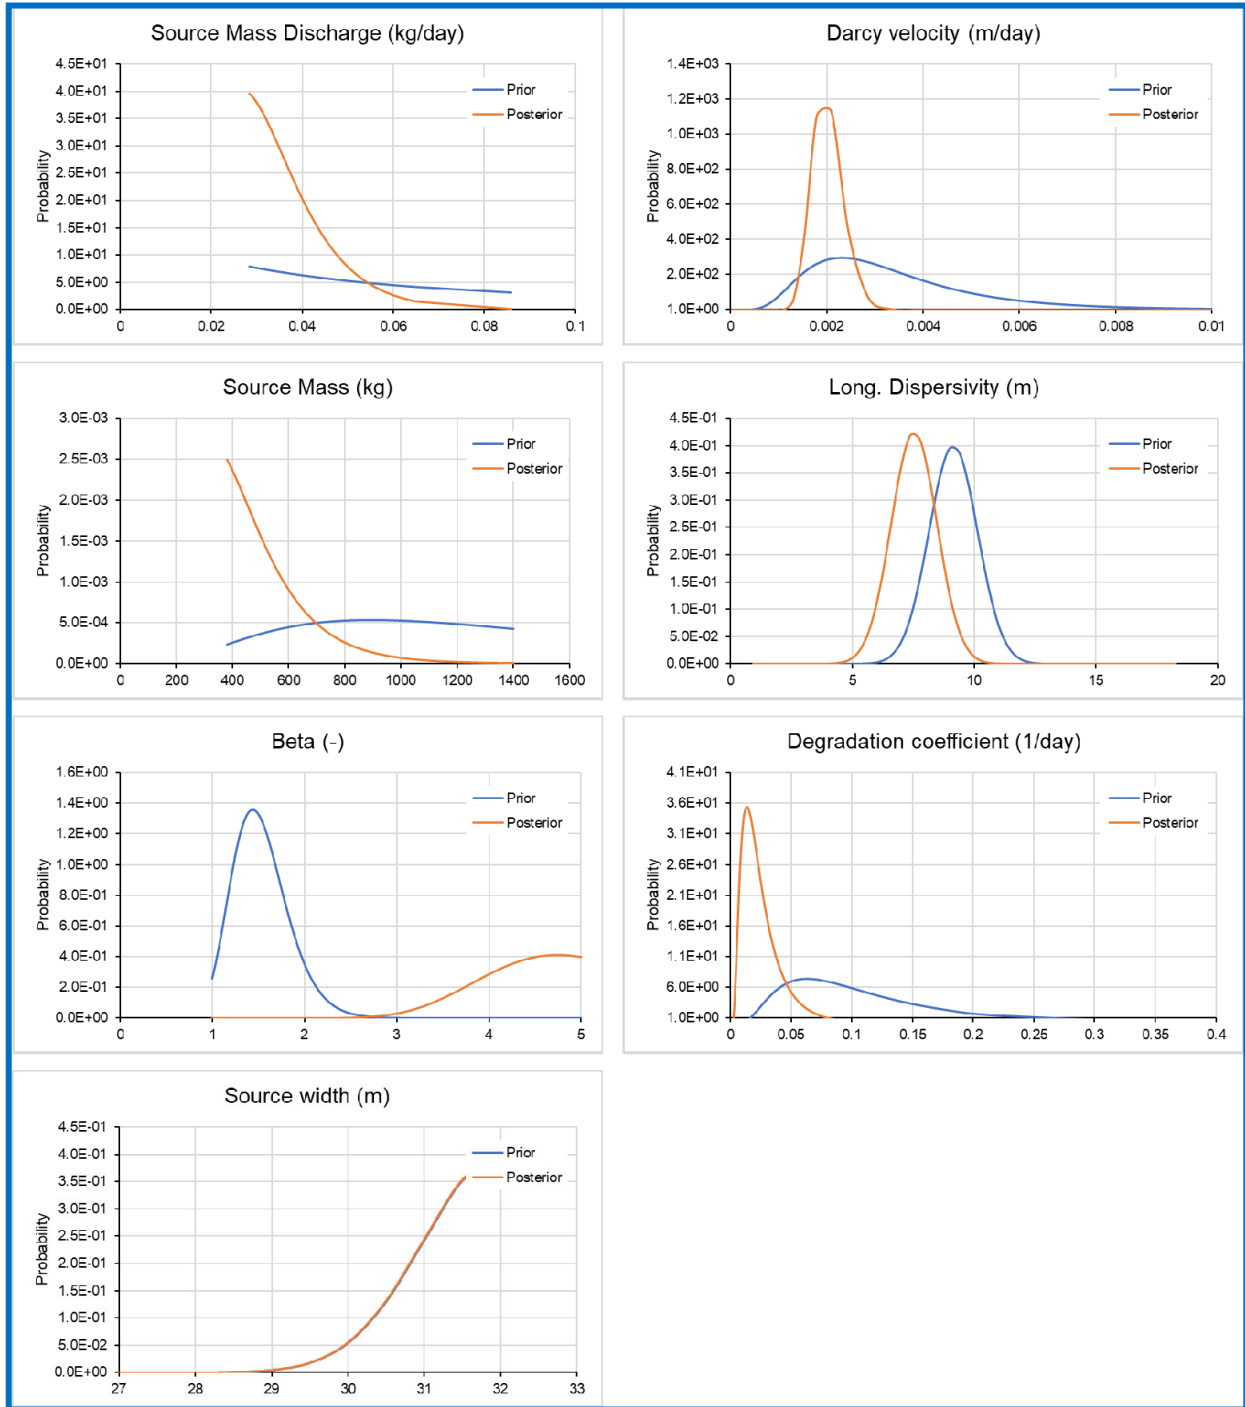 Source Mass Discharge (kg/day)
4.5E+01
4.0E+01
3.5E+01
3.0E+01
2.5E+01
2.0E+01
1.5E+01
1.0E+01
5.0E+00
0.0E+00
Probability
Prior
Posterior
0 0.02 0.04 0.06 0.08 0.1
Darcy velocity (m/day)
1.4E+03
1.2E+03
1.0E+03
8.0E+02
6.0E+02
4.0E+02
2.0E+02
1.0E+00
Probability
Prior
Posterior
0 0.002 0.004 0.006 0.008 0.01
Source Mass (kg)
3.0E-03
2.5E-03
2.0E-03
1.5E-03
1.0E-03
5.0E-04
0.0E+00
Probability
Prior
Posterior
0 200 400 600 800 1000 1200 1400 1600
Long. Dispersivity (m)
4.5E-01
4.0E-01
3.5E-01
3.0E-01
2.5E-01
2.0E-01
1.5E-01
1.0E-01
5.0E-02
0.0E+00
Probability
Prior
Posterior
0 5 10 15 20
Beta (-)
1.6E+00
1.4E+00
1.2E+00
1.0E+00
8.0E-01
6.0E-01
4.0E-01
2.0E-01
0.0E+00
Probability
Prior
Posterior
0 1 2 3 4 5
Degradation coefficient (1/day)
4.1E+01
3.6E+01
3.1E+01
2.6E+01
2.1E+01
1.6E+01
1.1E+01
6.0E+00
1.0E+00
Probability
Prior
Posterior
0 0.05 0.1 0.15 0.2 0.25 0.3 0.35 0.4
Source width (m)
4.5E-01
4.0E-01
3.5E-01
3.0E-01
2.5E-01
2.0E-01
1.5E-01
1.0E-01
5.0E-02
0.0E+00
Probability
Prior
Posterior
27 28 29 30 31 32 33